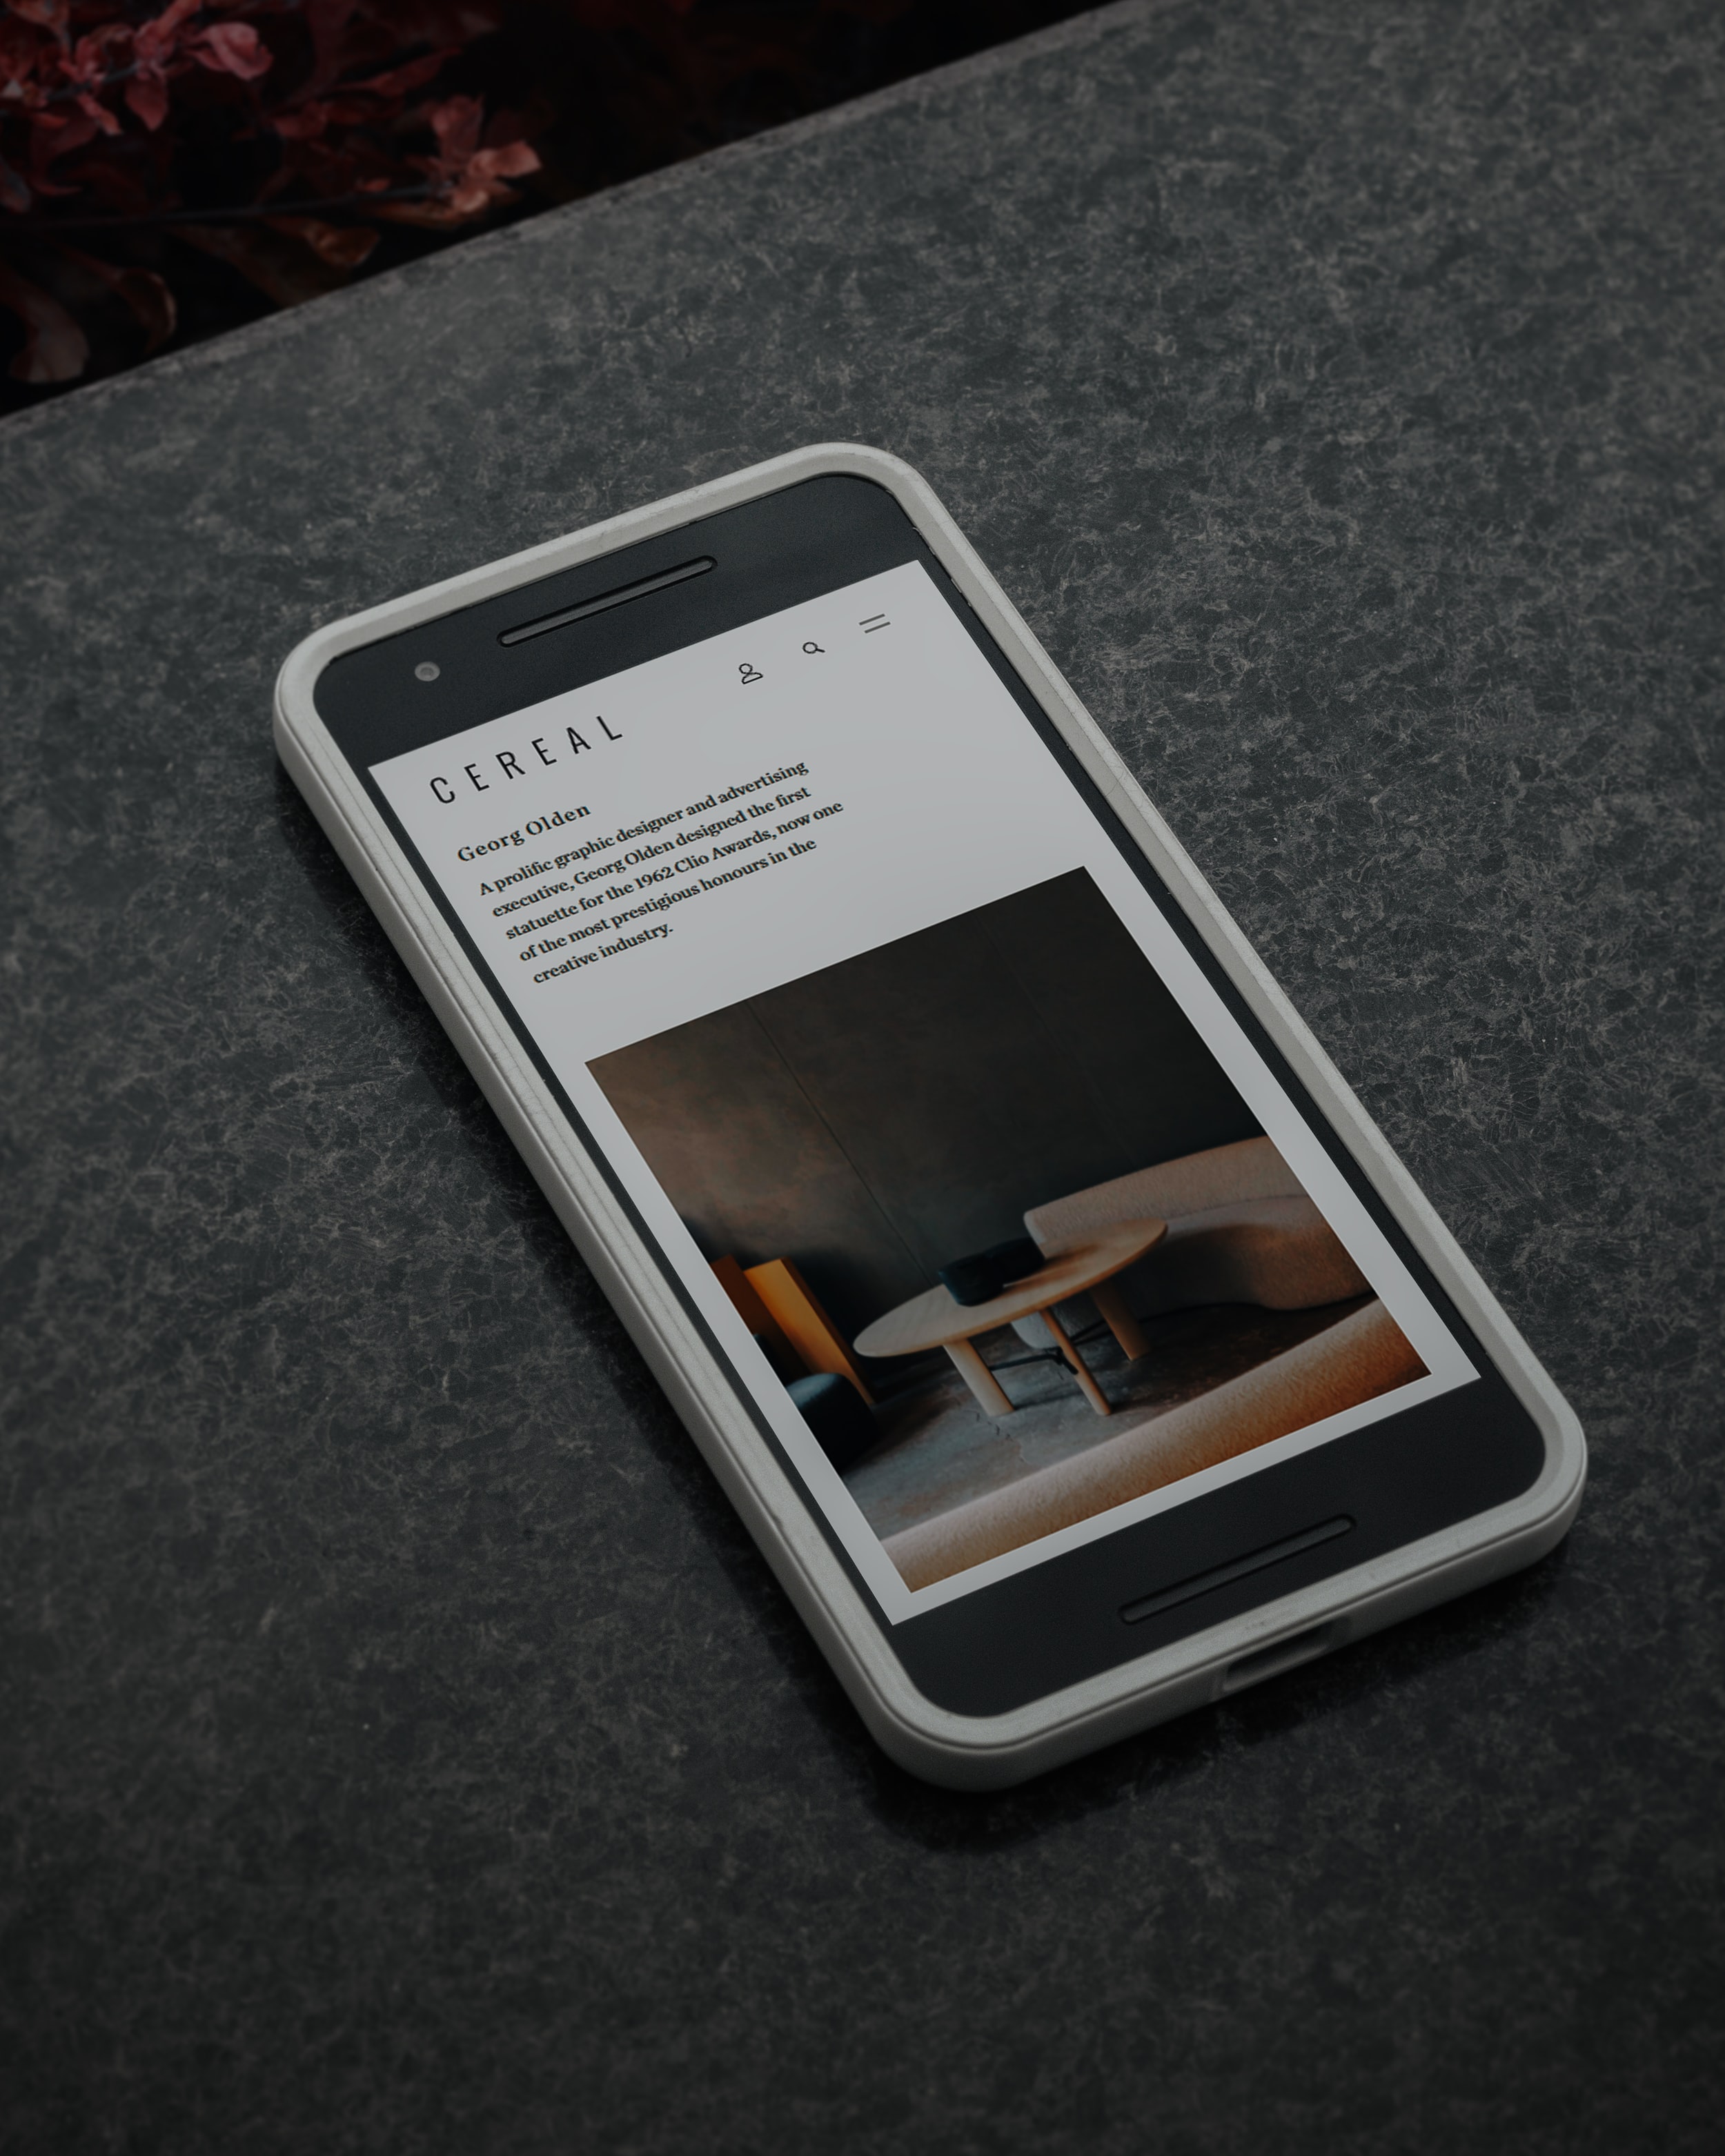 CEREAL
Georg Olden
A prolific graphic designer and advertising
executive, Georg Olden designed the first
statuette for the 1962 Clio Awards, now one
of the most prestigious honours in the
creative industry.